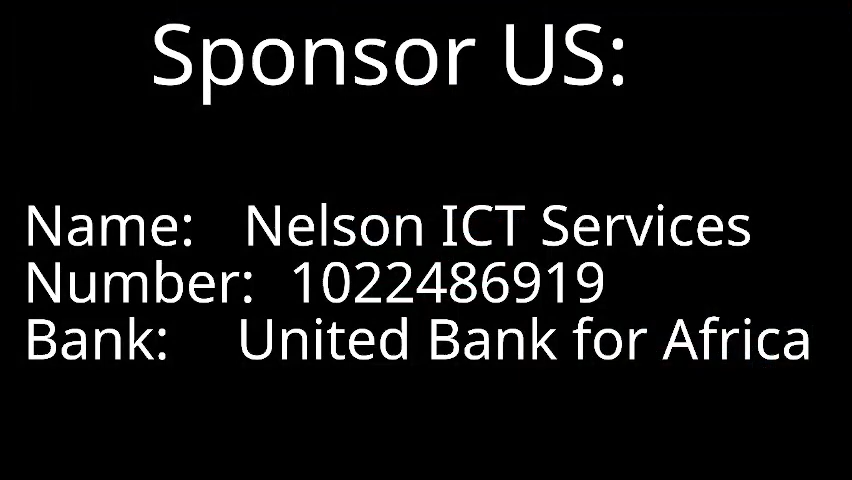 Sponsor US:
Name: Nelson ICT Services
Number: 1022486919
Bank: United Bank for Africa